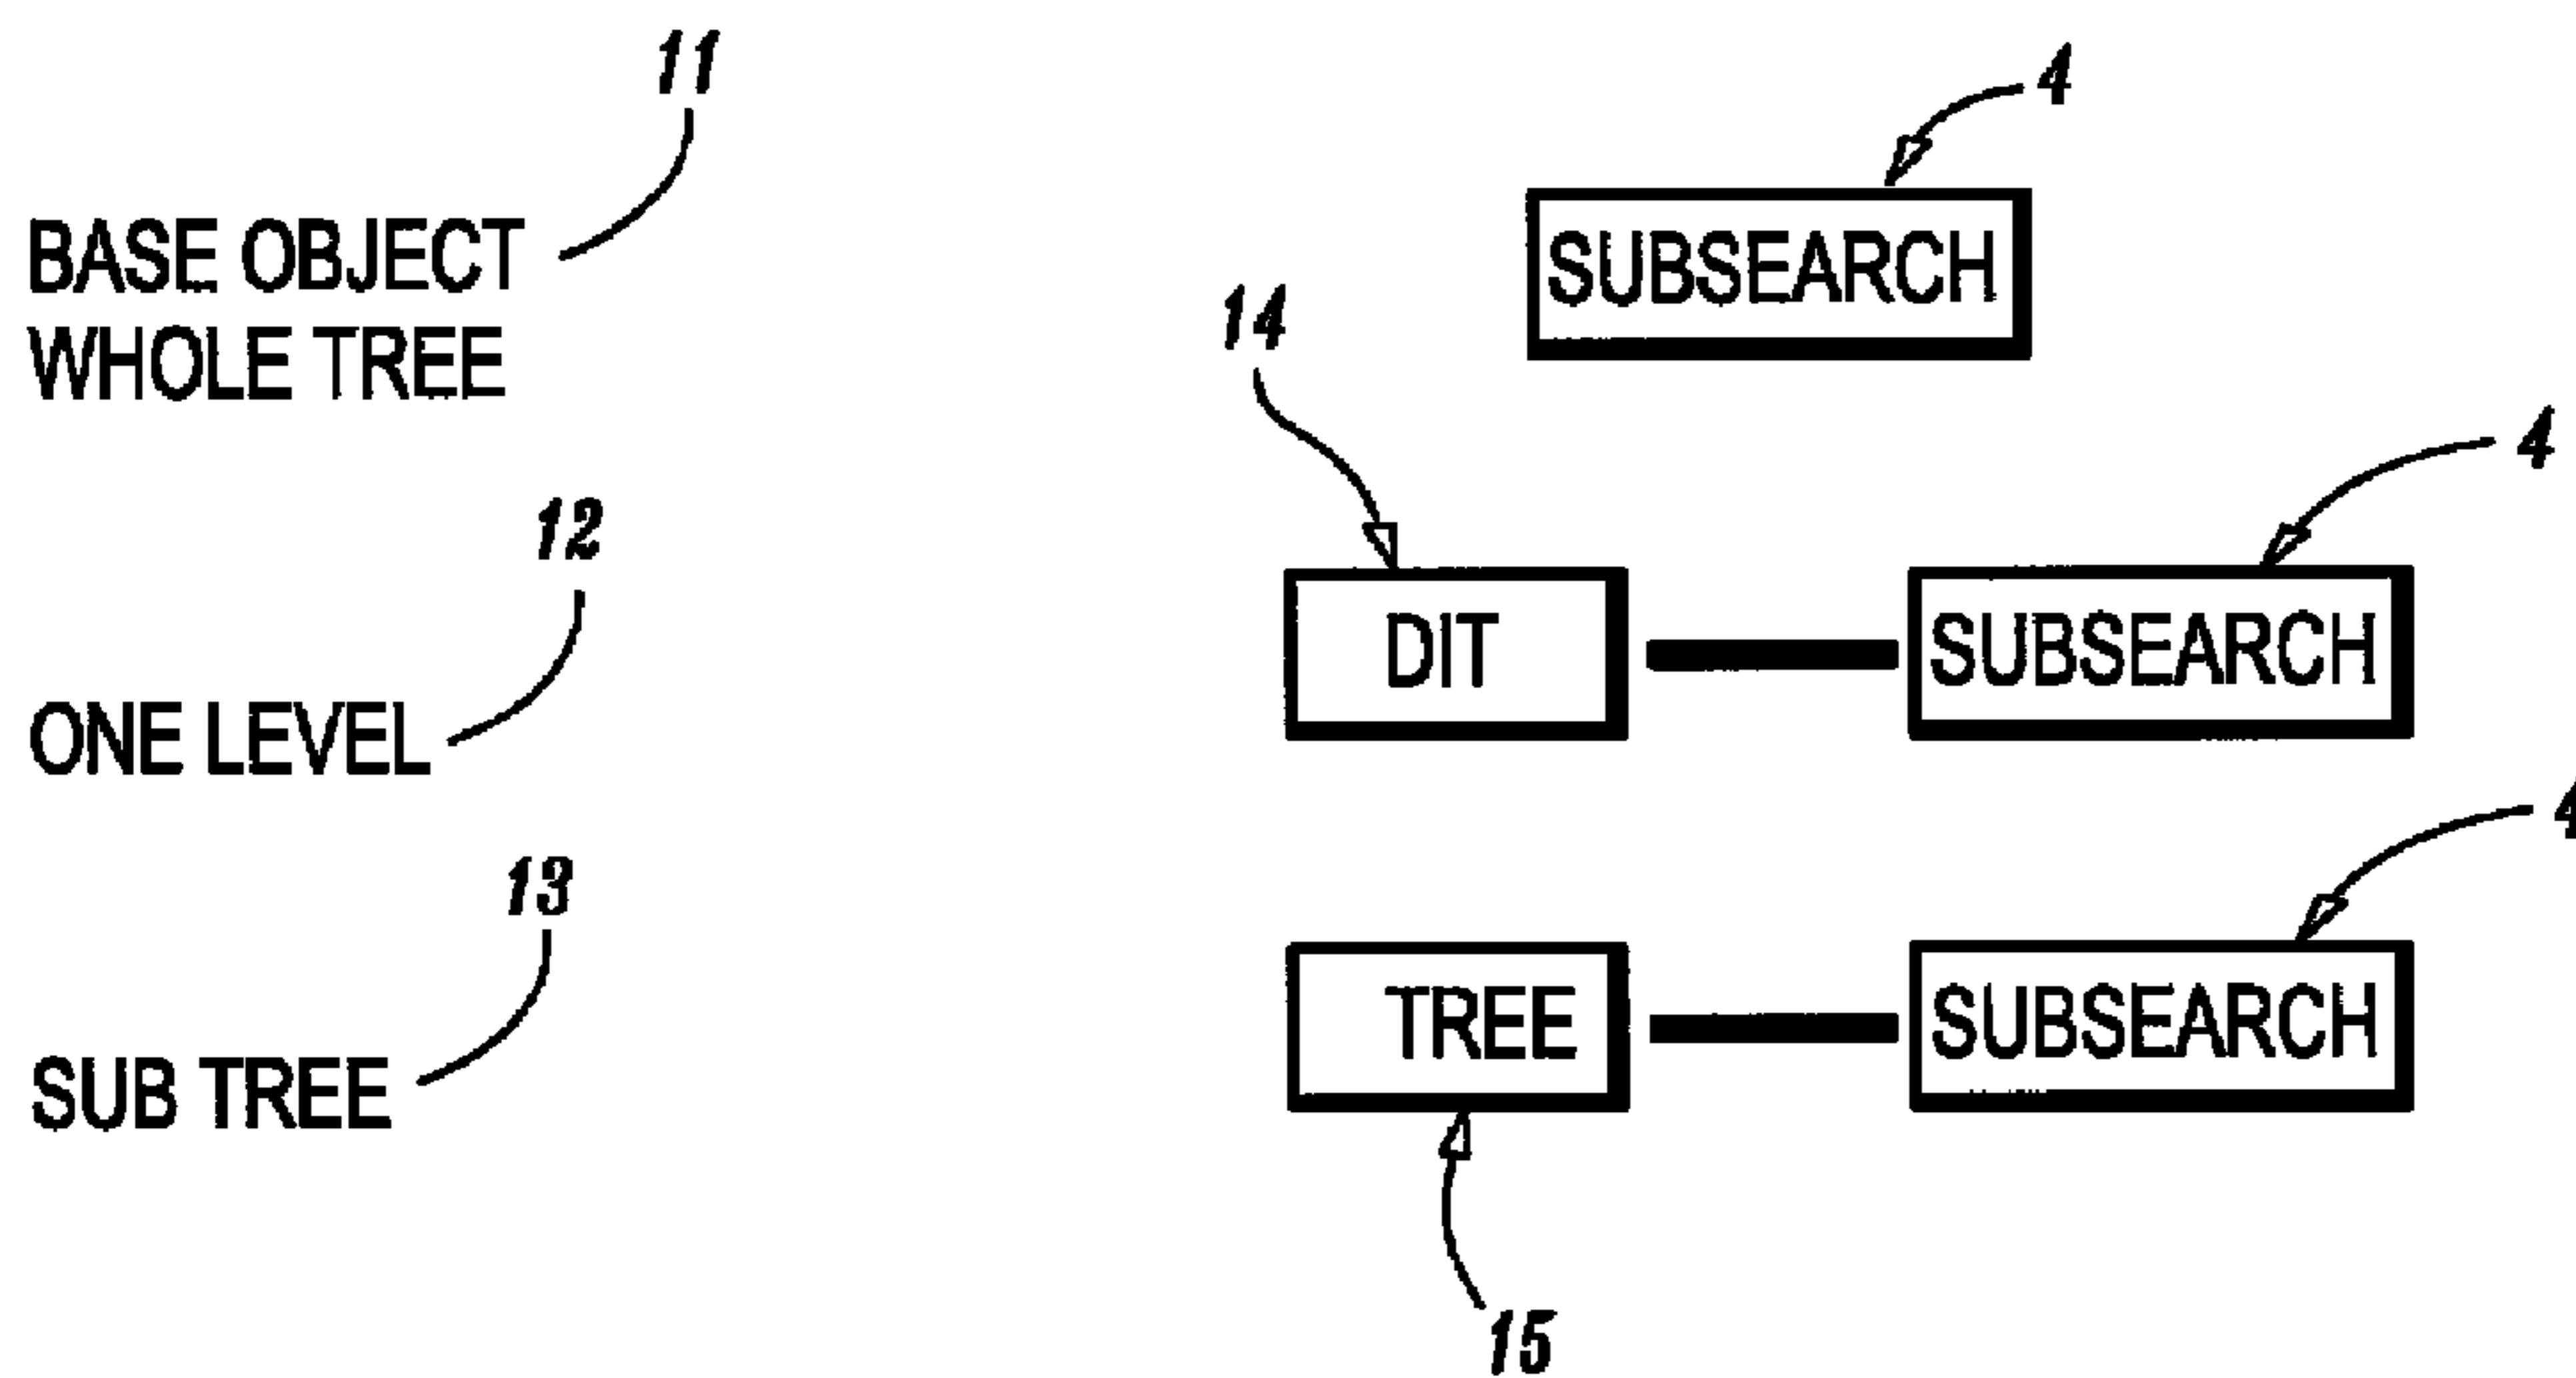 11
4
BASE OBJECT
WHOLE TREE
SUBSEARCH
14
4
12
DIT
SUBSEARCH
ONE LEVEL
4
13
TREE
SUBSEARCH
SUB TREE
15